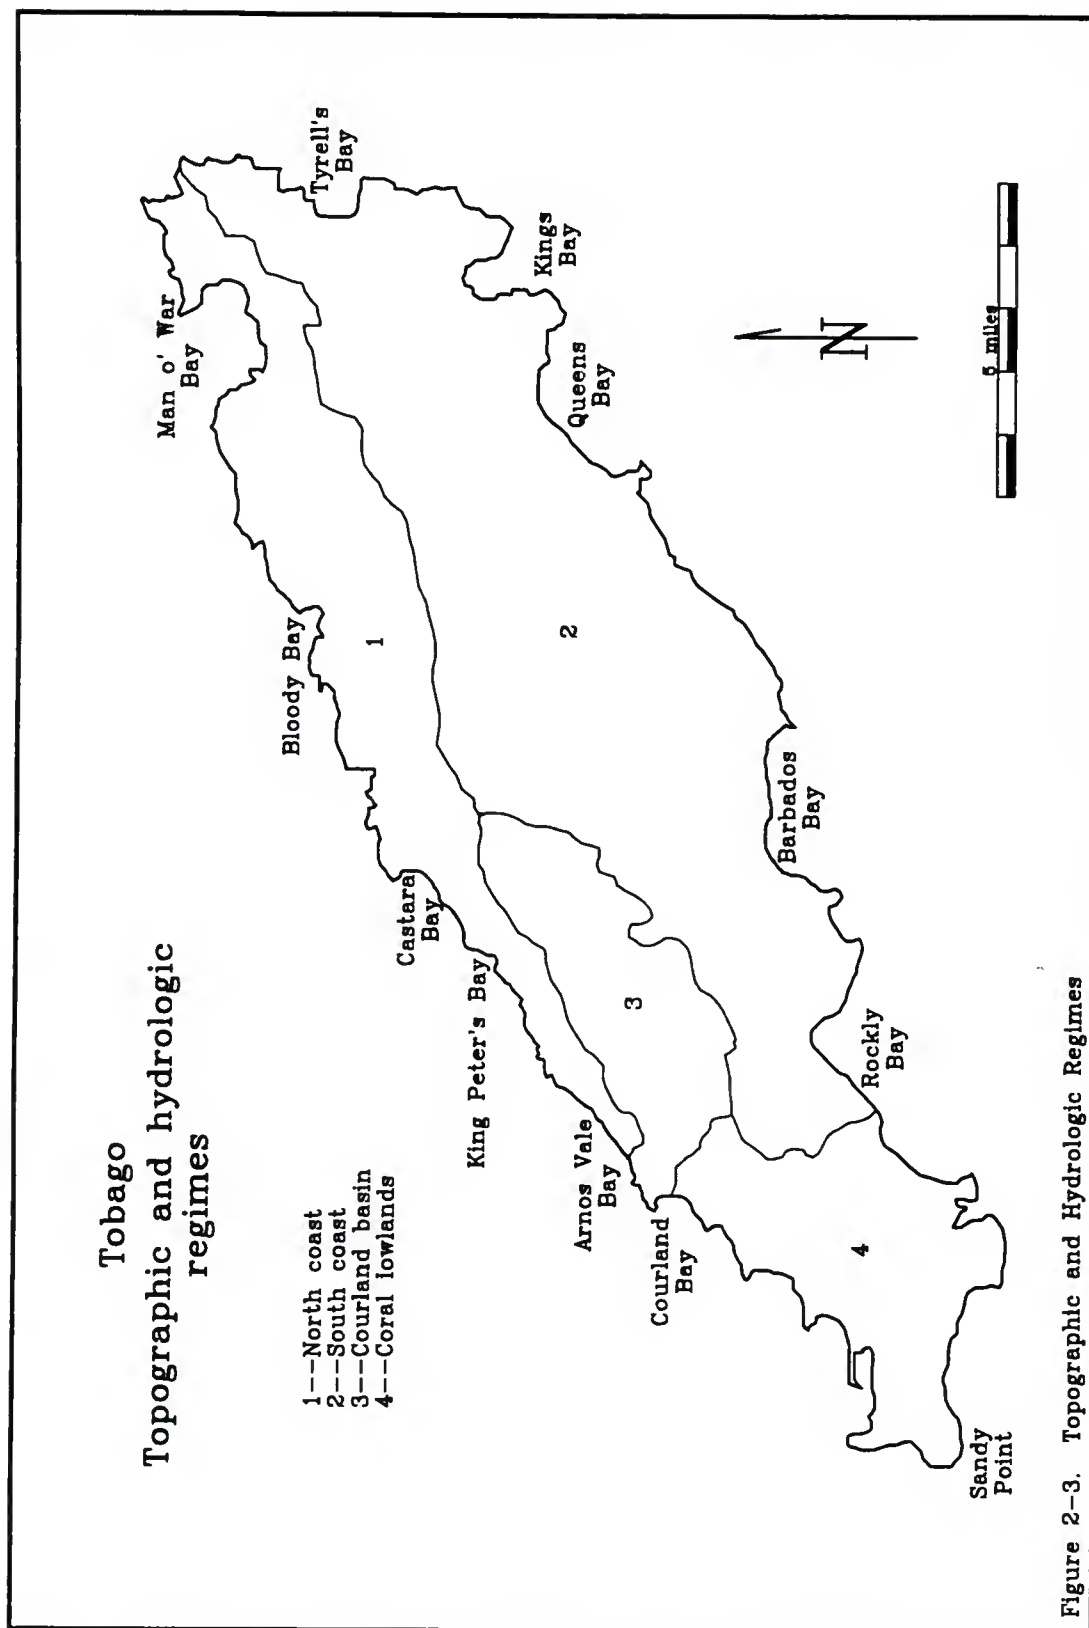 Tobago
Topographic and hydrologic
regimes
1--North coast
2--South coast
3--Courland basin
4--Coral lowlands
Man o' War
Bay
Tyrell's
Bay
Bloody Bay
Kings
Bay
Castara
Bay
Queens
Bay
King Peter's Bay
Arnos Vale
Bay
Courland
Bay
Barbados
Bay
Rockly
Bay
Sandy
Point
1
2
3
4
N
5 miles
Figure 2-3. Topographic and Hydrologic Regimes